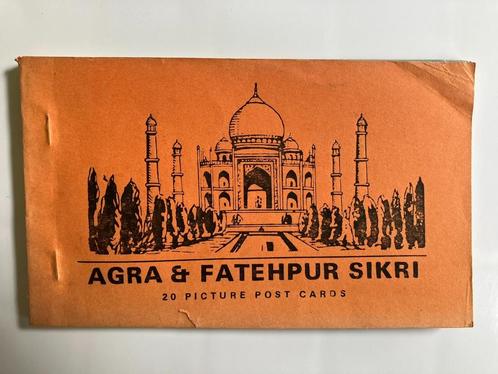 AGRA & FATEHPUR SIKRI
20 PICTURE POST CARDS